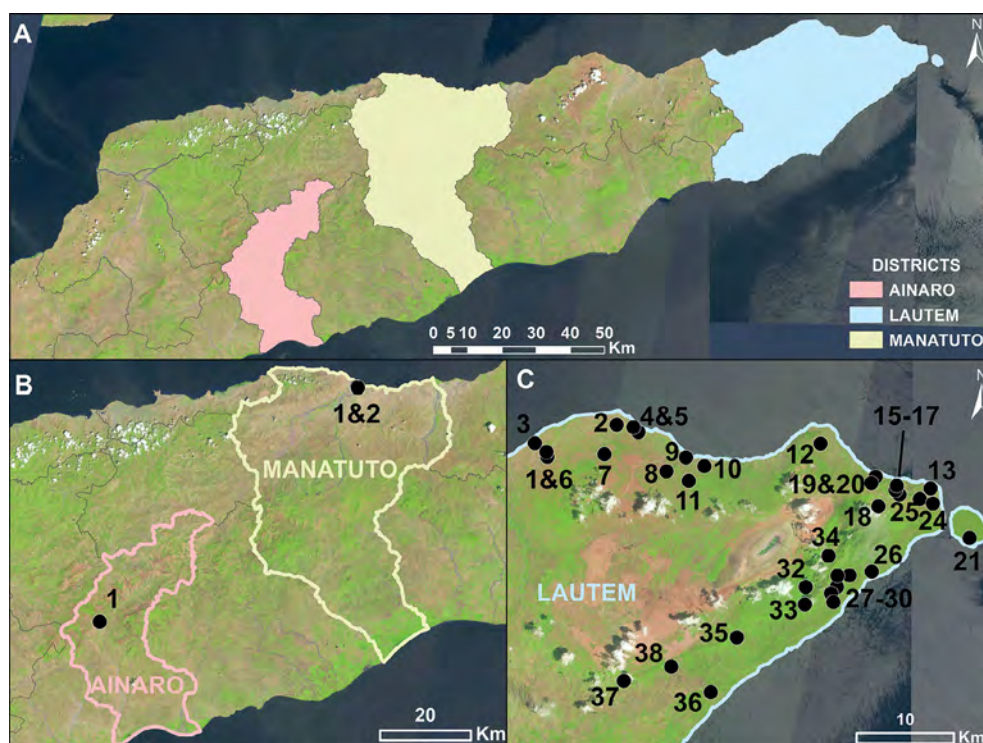 A
N
DISTRICTS
AINARO
LAUTEM
MANATUTO
0 5 10 20 30 40 50
Km
B
1&2
MANATUTO
1
AINARO
20
Km
C
N
15-17
2
4&5
3
9
12
13
7
8
10
1&6
11
19&20
18
25
24
34
21
26
32
LAUTEM
33
27-30
35
38
37
36
10
Km